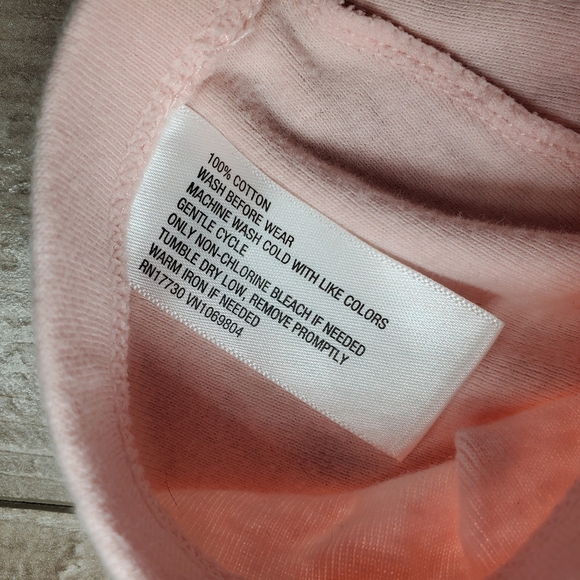 100% COTTON
WASH BEFORE WEAR
MACHINE WASH COLD WITH LIKE COLORS
GENTLE CYCLE
ONLY NON-CHLORINE BLEACH IF NEEDED
TUMBLE DRY LOW, REMOVE PROMPTLY
WARM IRON IF NEEDED
RN17730 VN1069804